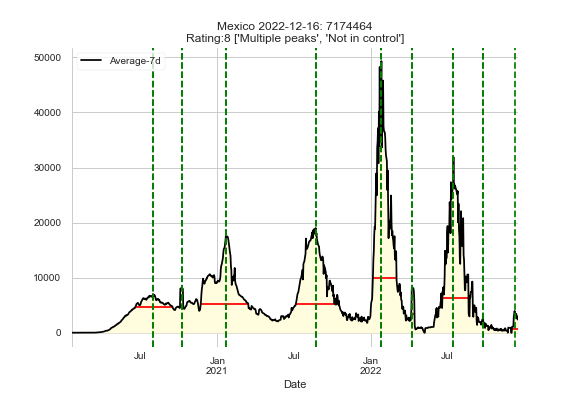 Mexico 2022-12-16: 7174464
Rating:8 ['Multiple peaks', 'Not in control']
Average-7d
50000
40000
30000
20000
10000
0
Jul
Jan
2021
Jul
Jan
2022
Jul
Date